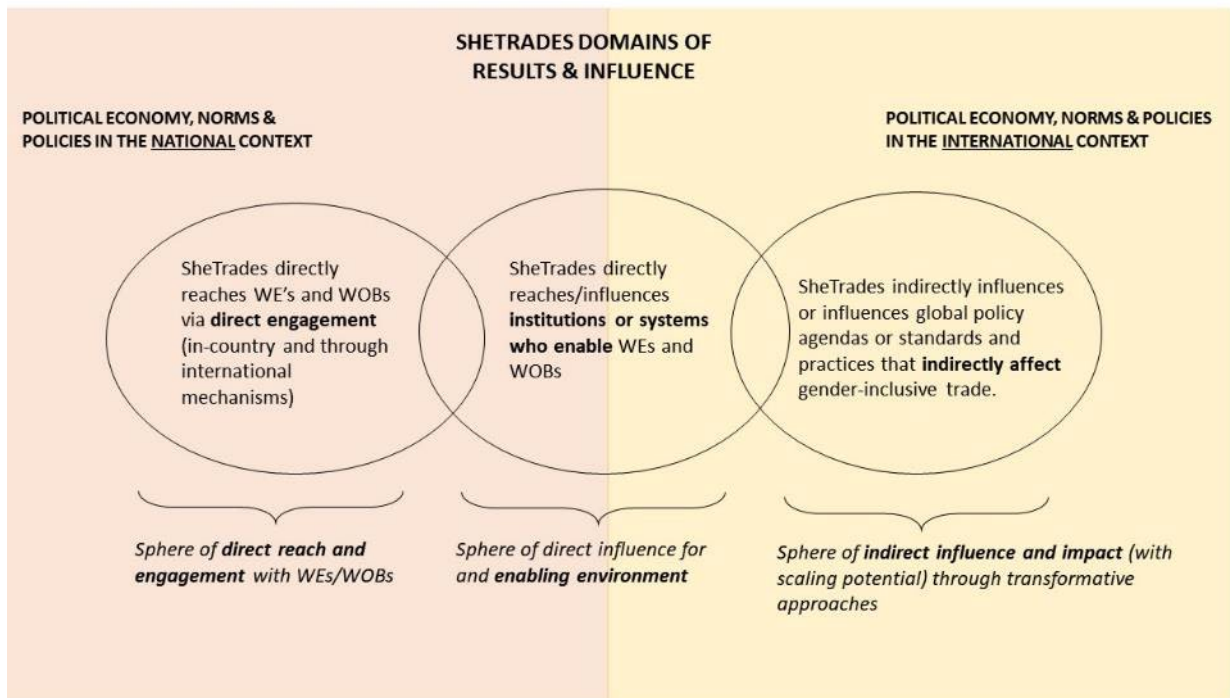 SHETRADES DOMAINS OF
RESULTS & INFLUENCE
POLITICAL ECONOMY, NORMS &
POLICIES IN THE NATIONAL CONTEXT
POLITICAL ECONOMY, NORMS & POLICIES
IN THE INTERNATIONAL CONTEXT
SheTrades directly
reaches WE's and WOBs
via direct engagement
(in-country and through
international
mechanisms)
SheTrades directly
reaches/influences
institutions or systems
who enable WEs and
WOBs
SheTrades indirectly influences
or influences global policy
agendas or standards and
practices that indirectly affect
gender-inclusive trade.
Sphere of direct reach and
engagement with WEs/WOBs
Sphere of direct influence for
and enabling environment
Sphere of indirect influence and impact (with
scaling potential) through transformative
approaches